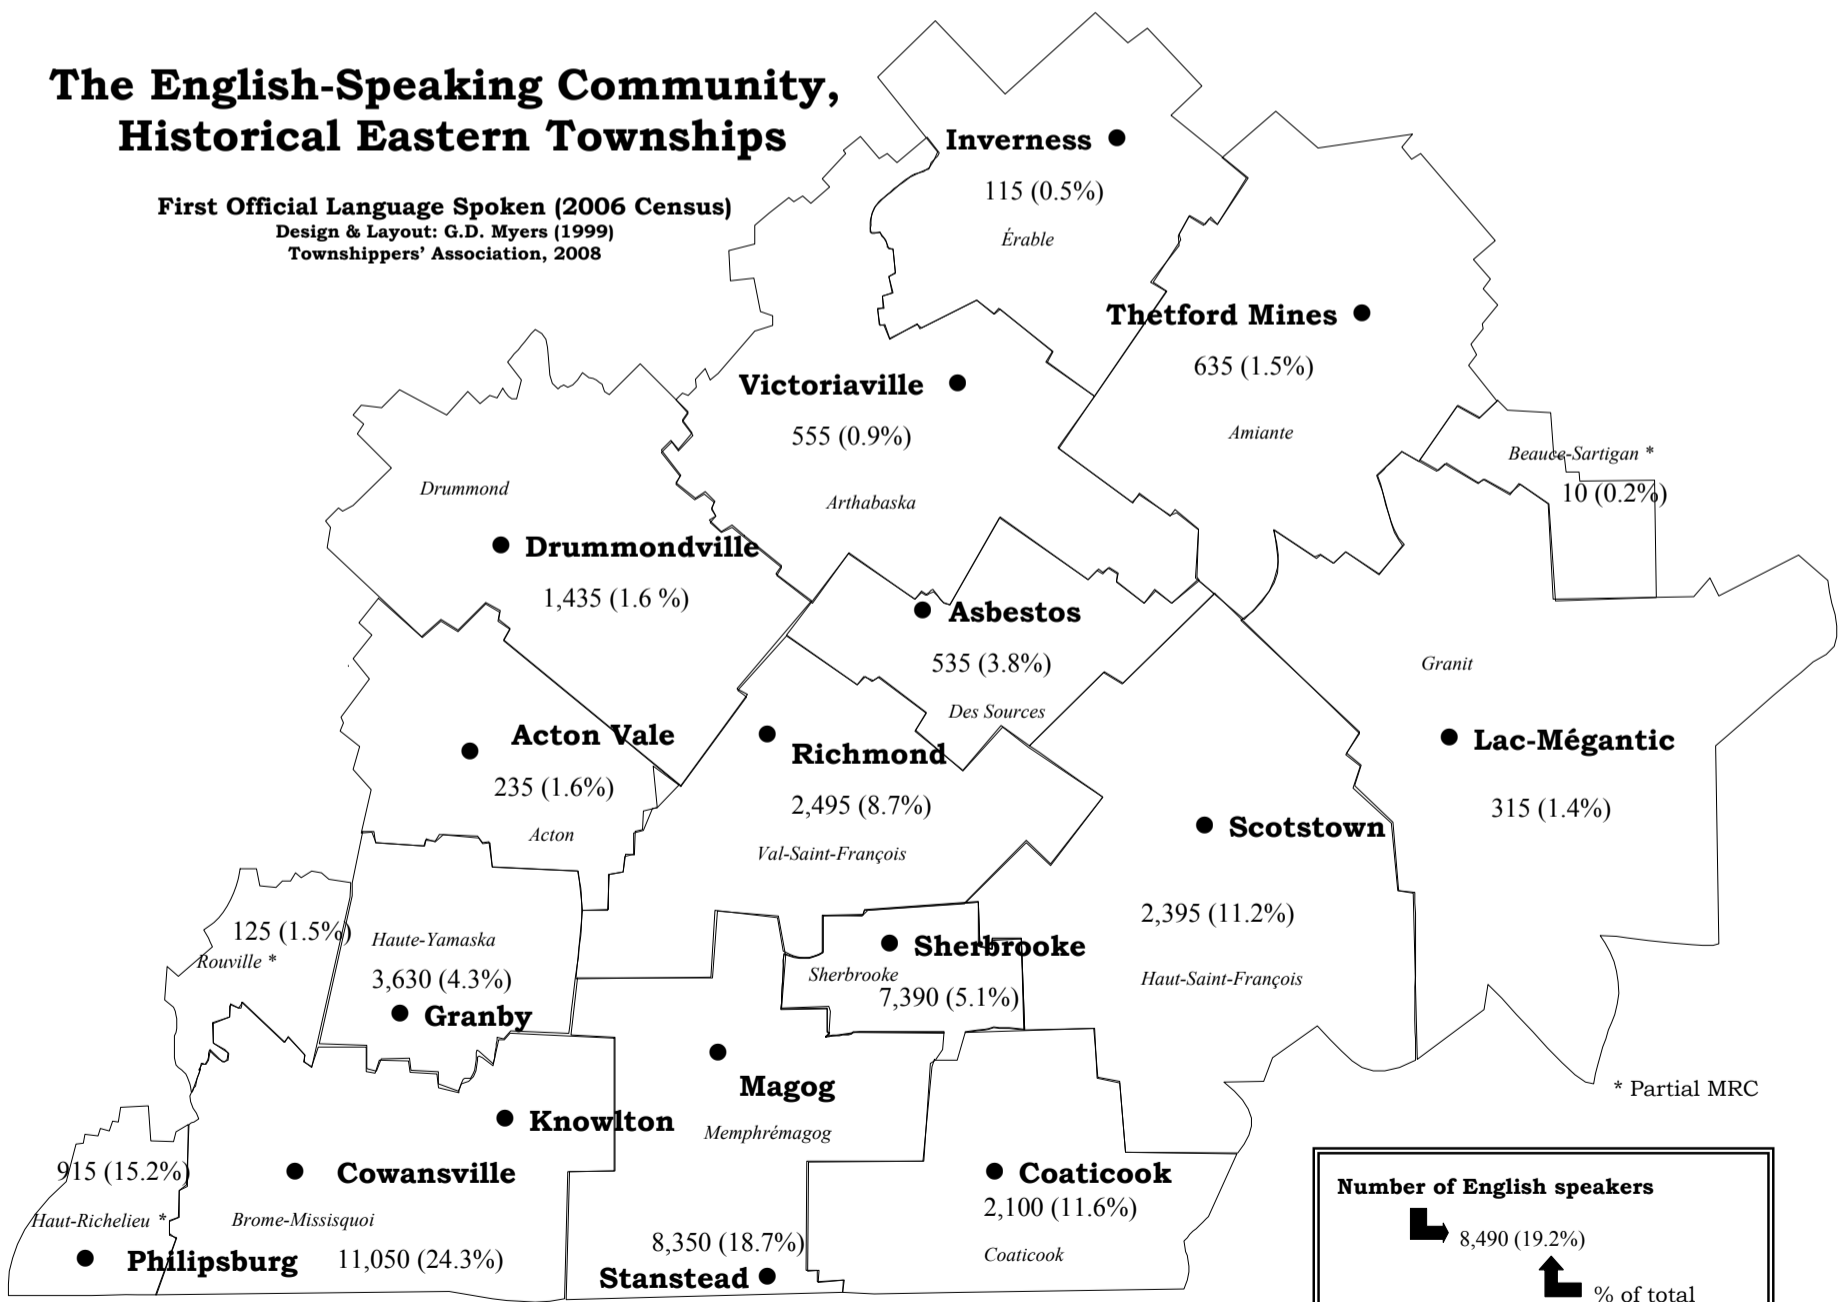 The English-Speaking Community,
Historical Eastern Townships
First Official Language Spoken (2006 Census)
Design & Layout: G.D. Myers (1999)
Townshippers' Association, 2008
Inverness
115 (0.5%)
Érable
Thetford Mines
635 (1.5%)
Amiante
Victoriaville
555 (0.9%)
Arthabaska
Beauce-Sartigan *
10 (0.2%)
Drummond
Drummondville
1,435 (1.6 %)
Asbestos
535 (3.8%)
Des Sources
Granit
Lac-Mégantic
315 (1.4%)
Acton Vale
235 (1.6%)
Acton
Richmond
2,495 (8.7%)
Val-Saint-François
Scotstown
2,395 (11.2%)
Haut-Saint-François
125 (1.5%)
Rouville *
Haute-Yamaska
3,630 (4.3%)
Granby
Sherbrooke
Sherbrooke
7,390 (5.1%)
Magog
Memphrémagog
8,350 (18.7%)
Stanstead
Knowlton
Cowansville
Brome-Missisquoi
11,050 (24.3%)
915 (15.2%)
Haut-Richelieu *
Philipsburg
Coaticook
2,100 (11.6%)
Coaticook
* Partial MRC
Number of English speakers
8,490 (19.2%)
% of total